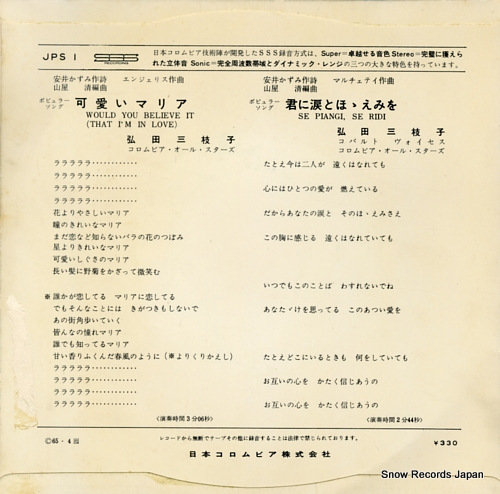 JPS 1
SSS
RECORDING
日本コロムビア技術陣が開発したSSS録音方式は、Super=卓越せる音色 Stereo=完璧に獲えら
れた立体音 Sonic=完全周波数帯域とダイナミック・レンジの三つの大きな特色を持っています。
安井かずみ作詩 エンジェリス作曲
山屋 清編曲
ポピュラーソング 可愛いマリア
WOULD YOU BELIEVE IT
(THAT I'M IN LOVE)
弘田三枝子
コロムビア・オール・スターズ
ラララララ…………
ラララララ…………
ラララララ…………
ラララララ…………
花よりやさしいマリア
瞳のきれいなマリア
まだ恋など知らないバラの花のつぼみ
星よりきれいなマリア
可愛いしぐさのマリア
長い髪に野菊をかざって微笑む
※誰かが恋してる マリアに恋してる
でもそんなことには きがつきもしないで
あの街角歩いていく
皆んなの憧れマリア
誰でも知ってるマリア
甘い香りふくんだ春風のように(※よりくりかえし)
ラララララ…………
ラララララ…………
ラララララ…………
ラララララ…………
(演奏時間3分06秒)
安井かずみ作詩 マルチェテイ作曲
山屋 清編曲
ポピュラーソング 君に涙とほゝえみを
SE PIANGI, SE RIDI
弘田三枝子
コバルト ヴォイセス
コロムビア・オール・スターズ
たとえ今は二人が 遠くはなれても
心にはひとつの愛が 燃えている
だからあなたの涙と そのほゝえみさえ
この胸に感じる 遠くはなれていても
いつでもこのことば わすれないでね
あなたゞけを思ってる このあつい愛を
たとえどこにいるときも 何をしていても
お互いの心を かたく信じあうの
お互いの心を かたく信じあうの
(演奏時間2分44秒)
Ⓒ65・4
レコードから無断でテープその他に録音することは法律で禁じられております。
¥330
日本コロムビア株式会社
Snow Records Japan